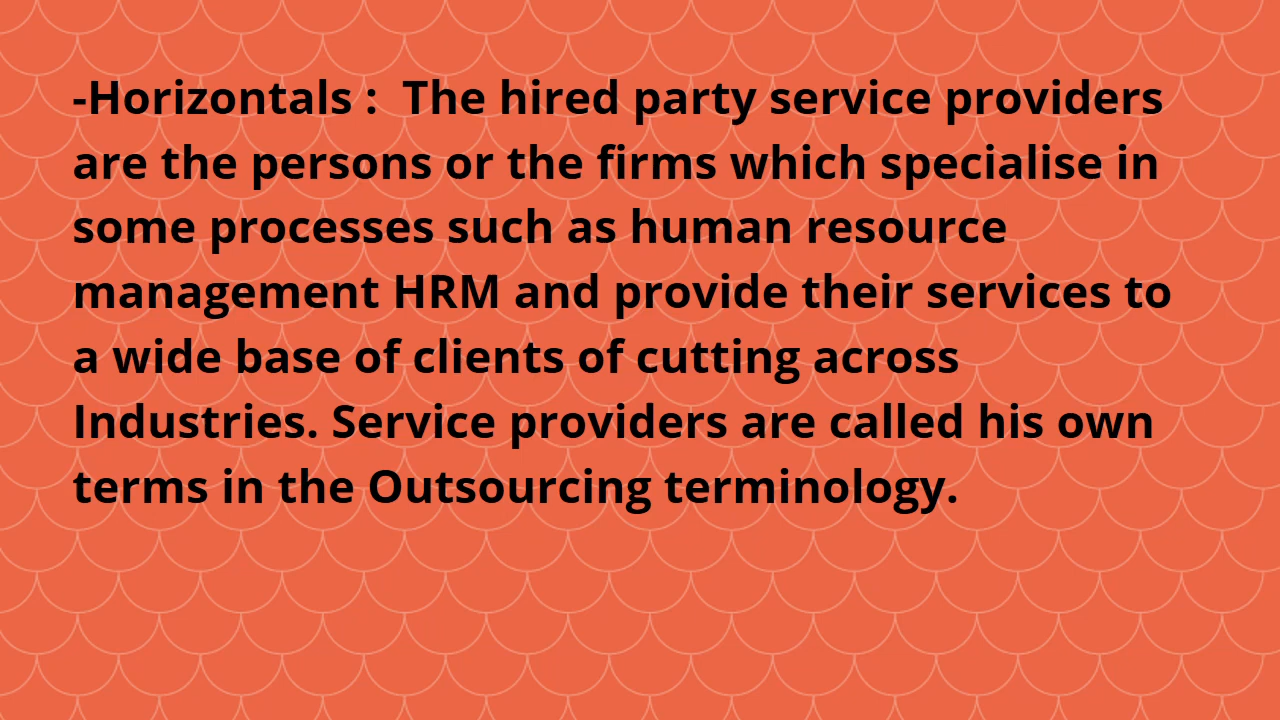 -Horizontals :  The hired party service providers
are the persons or the firms which specialise in
some processes such as human resource
management HRM and provide their services to
a wide base of clients of cutting across
Industries. Service providers are called his own
terms in the Outsourcing terminology.